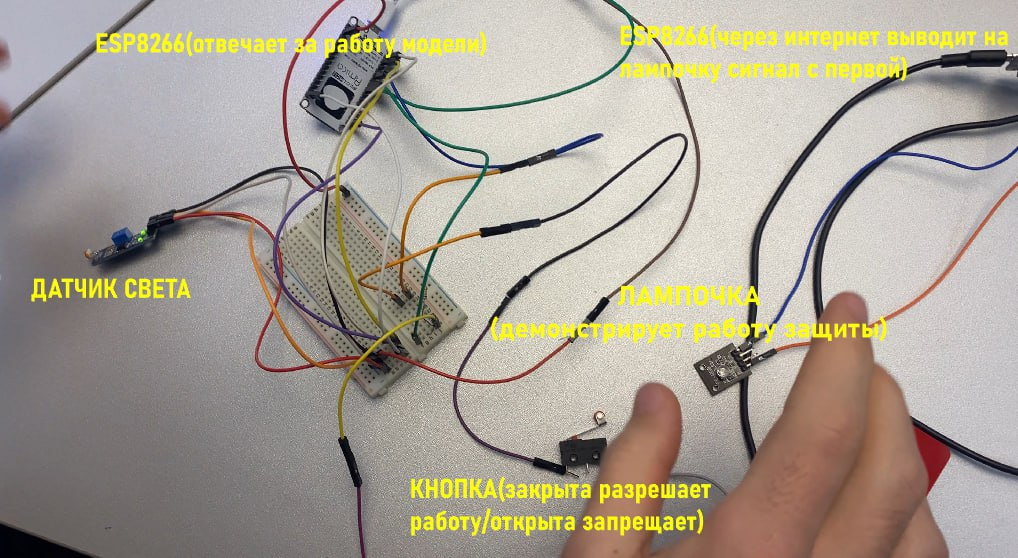 ESP8266(отвечает за работу модели)
ESP8266(через интернет выводит на
лампочку сигнал с первой)
ДАТЧИК СВЕТА
ЛАМПОЧКА
(демонстрирует работу защиты)
КНОПКА(закрыта разрешает
работу/открыта запрещает)